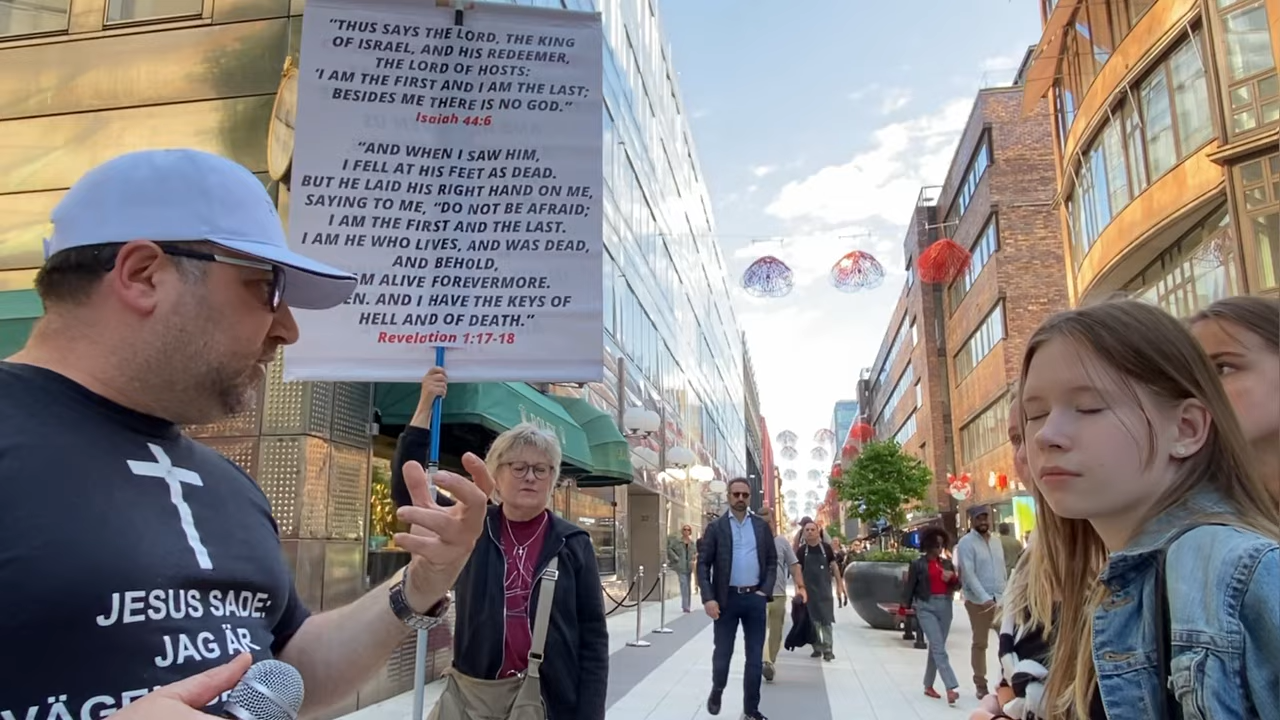 “THUS SAYS THE LORD, THE KING
OF ISRAEL, AND HIS REDEEMER,
THE LORD OF HOSTS:
‘I AM THE FIRST AND I AM THE LAST;
BESIDES ME THERE IS NO GOD.”
Isaiah 44:6
“AND WHEN I SAW HIM,
I FELL AT HIS FEET AS DEAD.
BUT HE LAID HIS RIGHT HAND ON ME,
SAYING TO ME, “DO NOT BE AFRAID;
I AM THE FIRST AND THE LAST.
I AM HE WHO LIVES, AND WAS DEAD,
AND BEHOLD,
AM ALIVE FOREVERMORE.
AND I HAVE THE KEYS OF
HELL AND OF DEATH.”
Revelation 1:17-18
JESUS SADE:
JAG ÄR